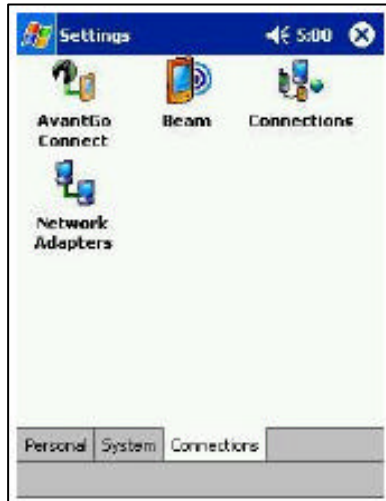 Settings 5:00
AvantGo Connect
Beam
Connections
Network Adapters
Personal System Connections